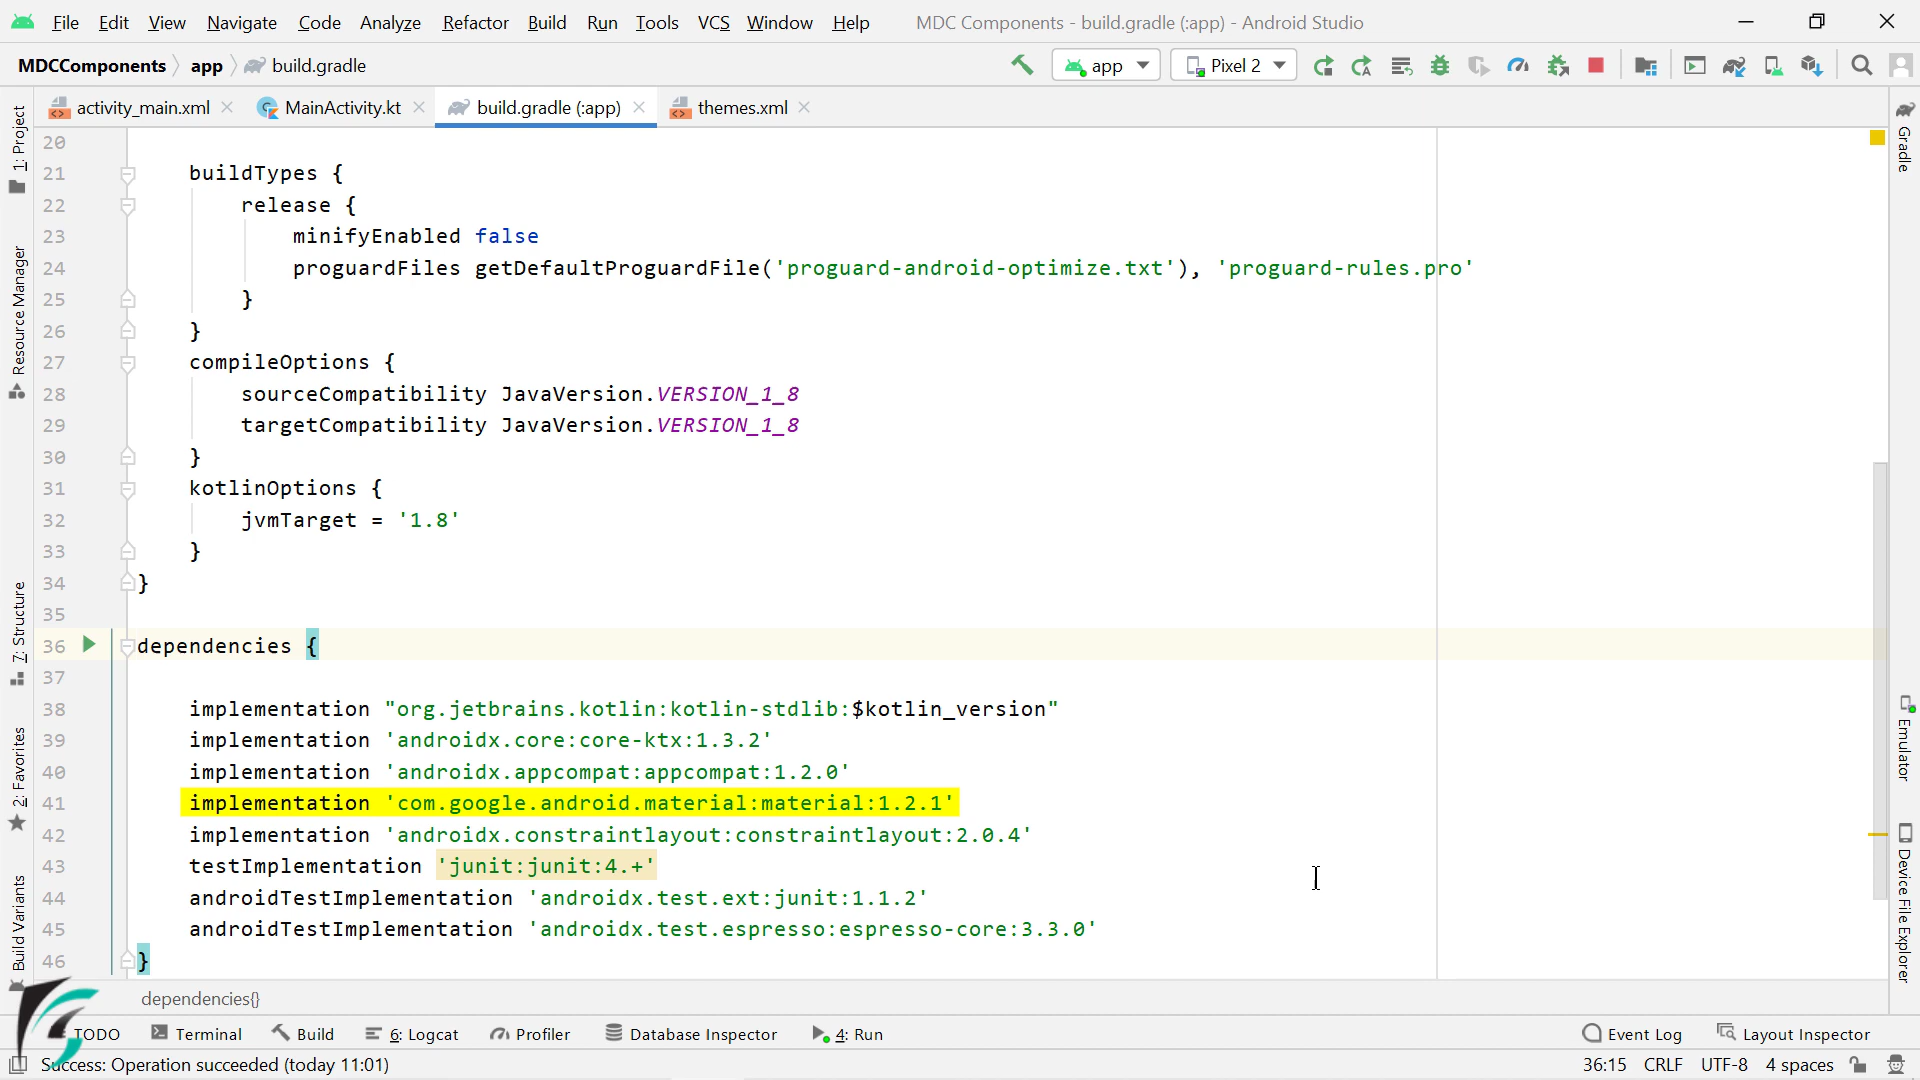 File Edit View Navigate Code Analyze Refactor Build Run Tools VCS Window Help MDC Components - build.gradle (:app) - Android Studio
MDCComponents app build.gradle app Pixel 2
activity_main.xml MainActivity.kt build.gradle (:app) themes.xml
1: Project
Resource Manager
7: Structure
2: Favorites
Build Variants
20
21 buildTypes {
22 release {
23 minifyEnabled false
24 proguardFiles getDefaultProguardFile('proguard-android-optimize.txt'), 'proguard-rules.pro'
25 }
26 }
27 compileOptions {
28 sourceCompatibility JavaVersion.VERSION_1_8
29 targetCompatibility JavaVersion.VERSION_1_8
30 }
31 kotlinOptions {
32 jvmTarget = '1.8'
33 }
34 }
35
36 dependencies {
37
38 implementation "org.jetbrains.kotlin:kotlin-stdlib:$kotlin_version"
39 implementation 'androidx.core:core-ktx:1.3.2'
40 implementation 'androidx.appcompat:appcompat:1.2.0'
41 implementation 'com.google.android.material:material:1.2.1'
42 implementation 'androidx.constraintlayout:constraintlayout:2.0.4'
43 testImplementation 'junit:junit:4.+'
44 androidTestImplementation 'androidx.test.ext:junit:1.1.2'
45 androidTestImplementation 'androidx.test.espresso:espresso-core:3.3.0'
46 }
Gradle
Emulator
Device File Explorer
dependencies{}
TODO Terminal Build 6: Logcat Profiler Database Inspector 4: Run Event Log Layout Inspector
Success: Operation succeeded (today 11:01) 36:15 CRLF UTF-8 4 spaces